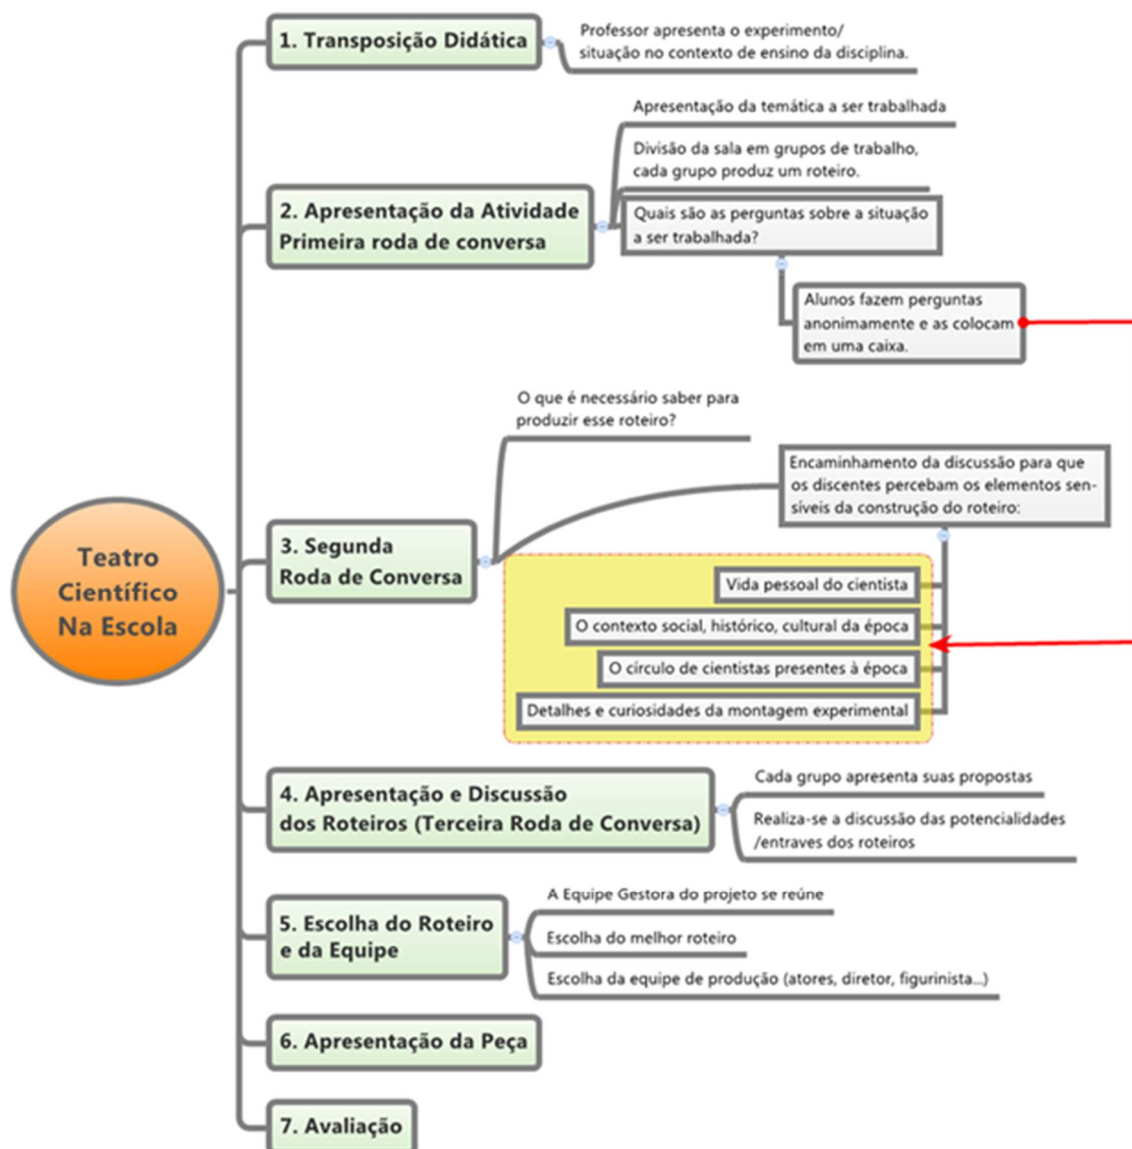 1. Transposição Didática
Professor apresenta o experimento/
situação no contexto de ensino da disciplina.
Apresentação da temática a ser trabalhada
Divisão da sala em grupos de trabalho,
cada grupo produz um roteiro.
2. Apresentação da Atividade
Primeira roda de conversa
Quais são as perguntas sobre a situação
a ser trabalhada?
Alunos fazem perguntas
anonimamente e as colocam
em uma caixa.
O que é necessário saber para
produzir esse roteiro?
Encaminhamento da discussão para que
os discentes percebam os elementos sen-
síveis da construção do roteiro:
Teatro
Científico
Na Escola
3. Segunda
Roda de Conversa
Vida pessoal do cientista
O contexto social, histórico, cultural da época
O círculo de cientistas presentes à época
Detalhes e curiosidades da montagem experimental
4. Apresentação e Discussão
dos Roteiros (Terceira Roda de Conversa)
Cada grupo apresenta suas propostas
Realiza-se a discussão das potencialidades
/entraves dos roteiros
5. Escolha do Roteiro
e da Equipe
A Equipe Gestora do projeto se reúne
Escolha do melhor roteiro
Escolha da equipe de produção (atores, diretor, figurinista...)
6. Apresentação da Peça
7. Avaliação